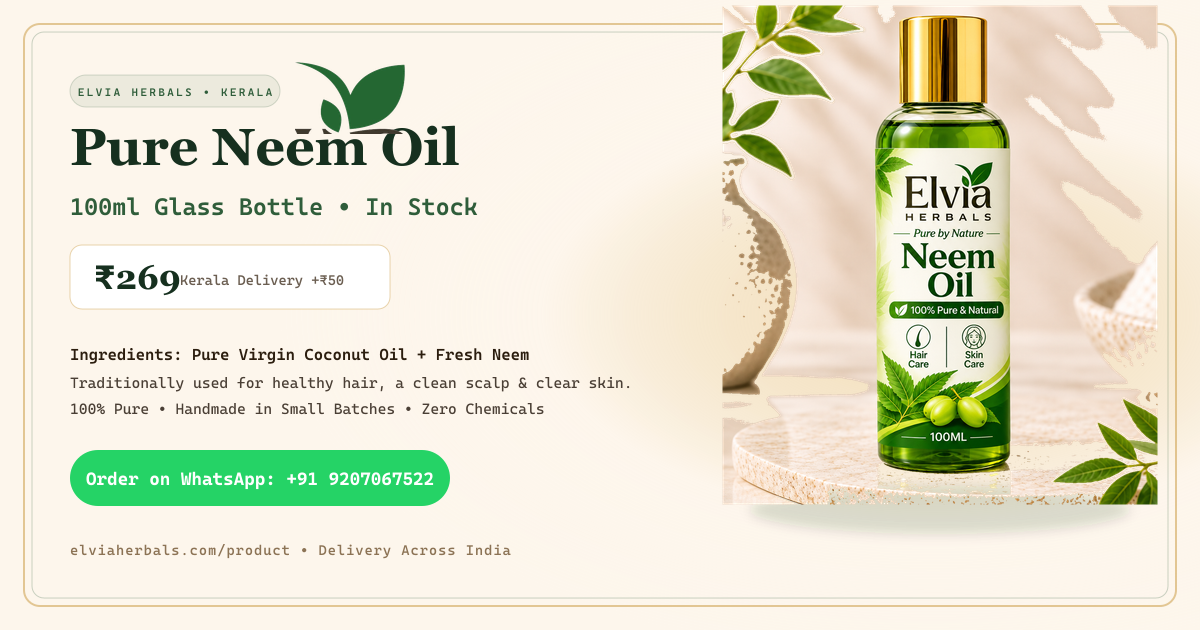 ELVIA HERBALS • KERALA
Pure Neem Oil
100ml Glass Bottle • In Stock
₹269 Kerala Delivery +₹50
Ingredients: Pure Virgin Coconut Oil + Fresh Neem
Traditionally used for healthy hair, a clean scalp & clear skin.
100% Pure • Handmade in Small Batches • Zero Chemicals
Order on WhatsApp: +91 9207067522
elviaherbals.com/product • Delivery Across India
Elvia
HERBALS
Pure by Nature
Neem
Oil
100% Pure & Natural
Hair Care
Skin Care
100ML